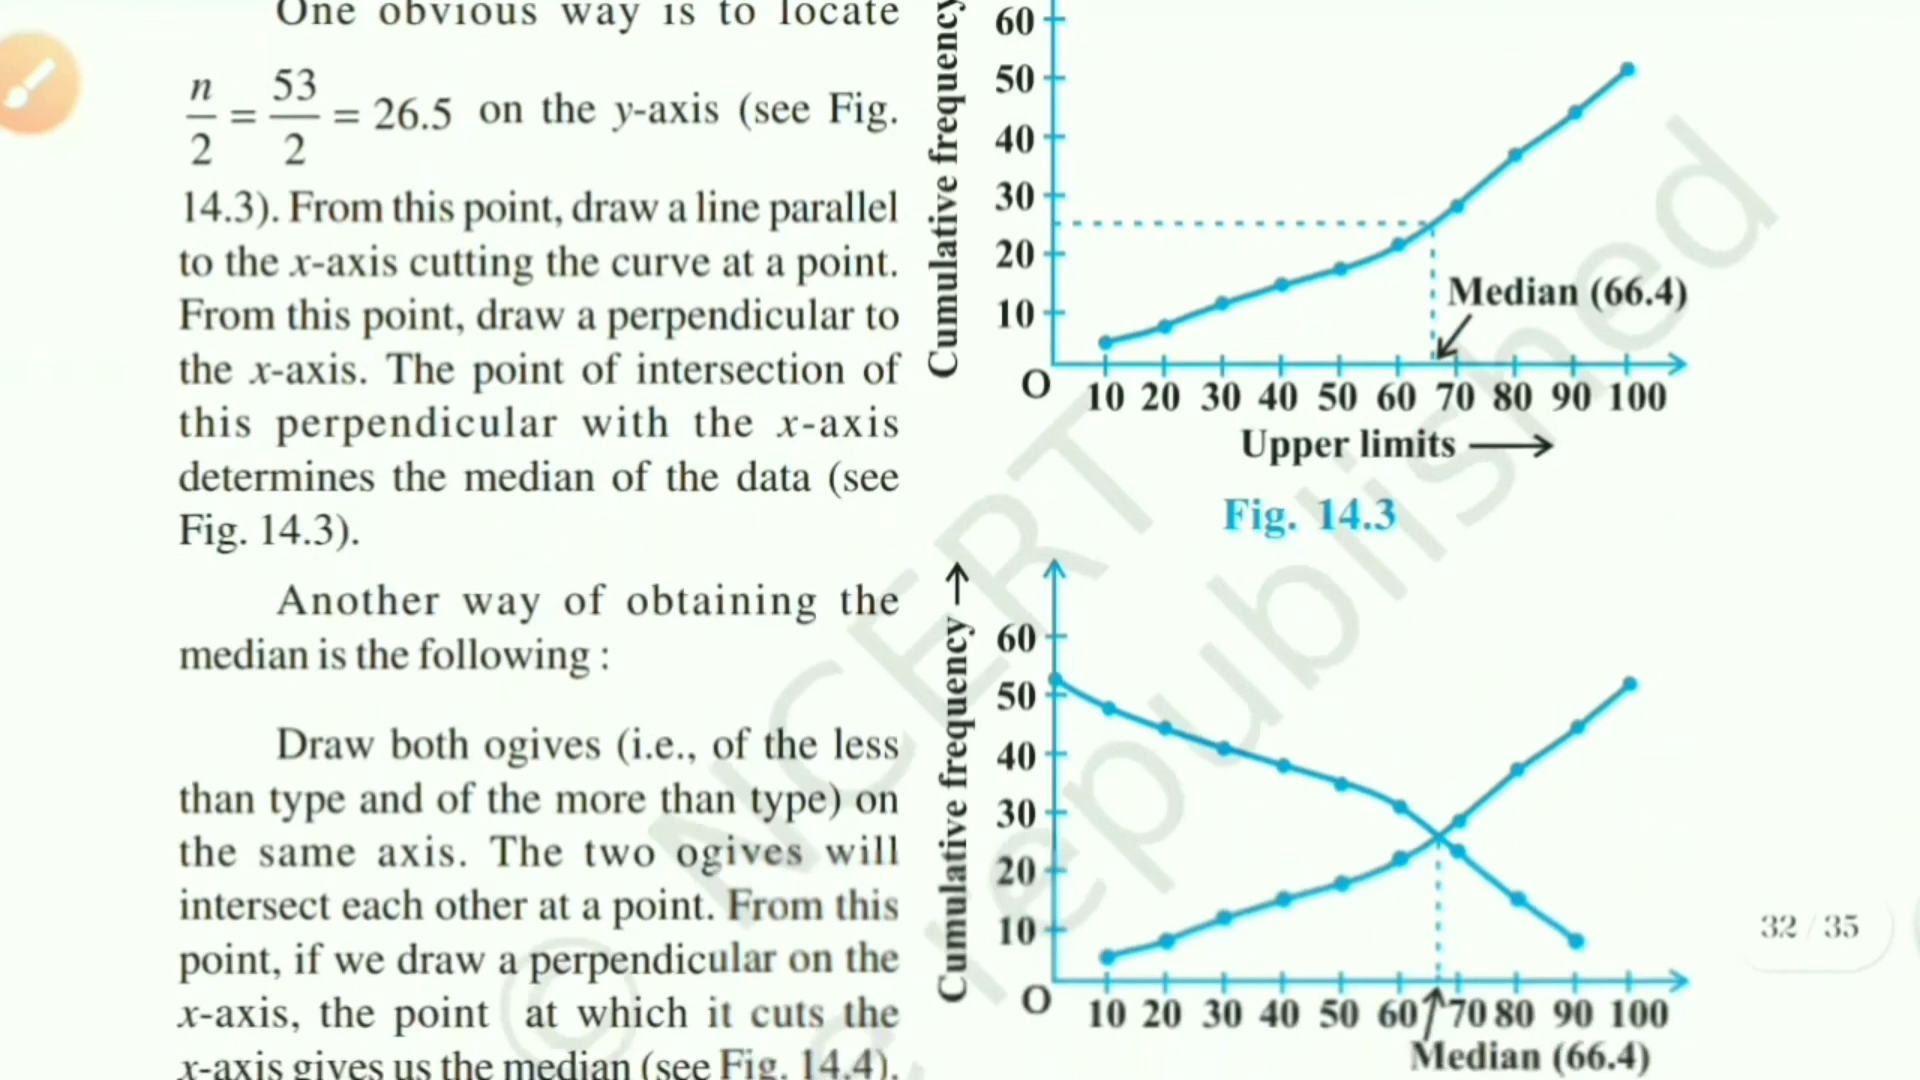 One obvious way is to locate
n/2 = 53/2 = 26.5 on the y-axis (see Fig.
14.3). From this point, draw a line parallel
to the x-axis cutting the curve at a point.
From this point, draw a perpendicular to
the x-axis. The point of intersection of
this perpendicular with the x-axis
determines the median of the data (see
Fig. 14.3).
Another way of obtaining the
median is the following :
Draw both ogives (i.e., of the less
than type and of the more than type) on
the same axis. The two ogives will
intersect each other at a point. From this
point, if we draw a perpendicular on the
x-axis, the point at which it cuts the
x-axis gives us the median (see Fig. 14.4).
Cumulative frequency
60
50
40
30
20
10
O
10 20 30 40 50 60 70 80 90 100
Median (66.4)
Upper limits
Fig. 14.3
Cumulative frequency
60
50
40
30
20
10
O
10 20 30 40 50 60 70 80 90 100
Median (66.4)
© NCERT
republished
32 / 35